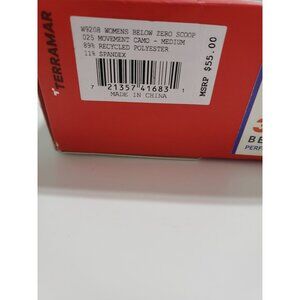 TERRAMAR
W9208 WOMENS BELOW ZERO SCOOP
025 MOVEMENT CAMO - MEDIUM
89% RECYCLED POLYESTER
11% SPANDEX
7 21357 41683 1
MADE IN CHINA
MSRP $55.00
3
BE
PERF